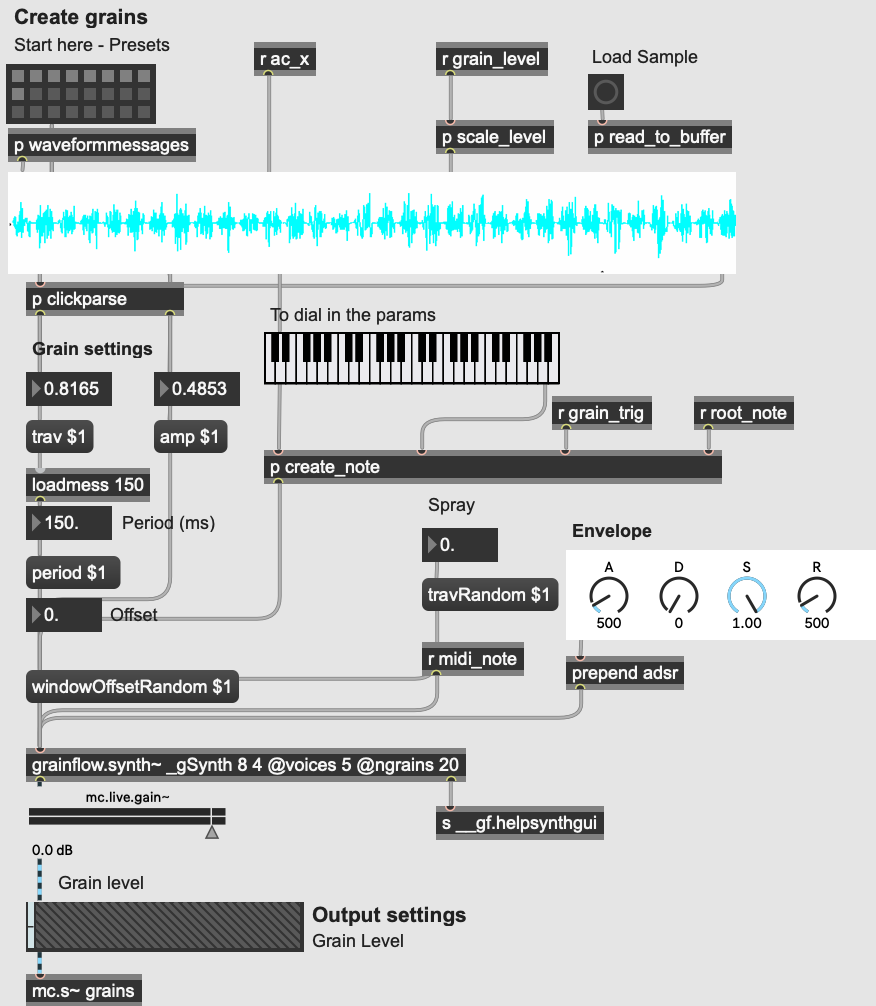 Create grains
Start here - Presets
r ac_x
r grain_level
Load Sample
p waveformmessages
p scale_level
p read_to_buffer
p clickparse
To dial in the params
Grain settings
0.8165
0.4853
r grain_trig
r root_note
trav $1
amp $1
p create_note
loadmess 150
150.
Period (ms)
Spray
0.
Envelope
period $1
A D S R
travRandom $1
0.
Offset
500 0 1.00 500
r midi_note
prepend adsr
windowOffsetRandom $1
grainflow.synth~ _gSynth 8 4 @voices 5 @ngrains 20
mc.live.gain~
s __gf.helpsynthgui
0.0 dB
Grain level
Output settings
Grain Level
mc.s~ grains